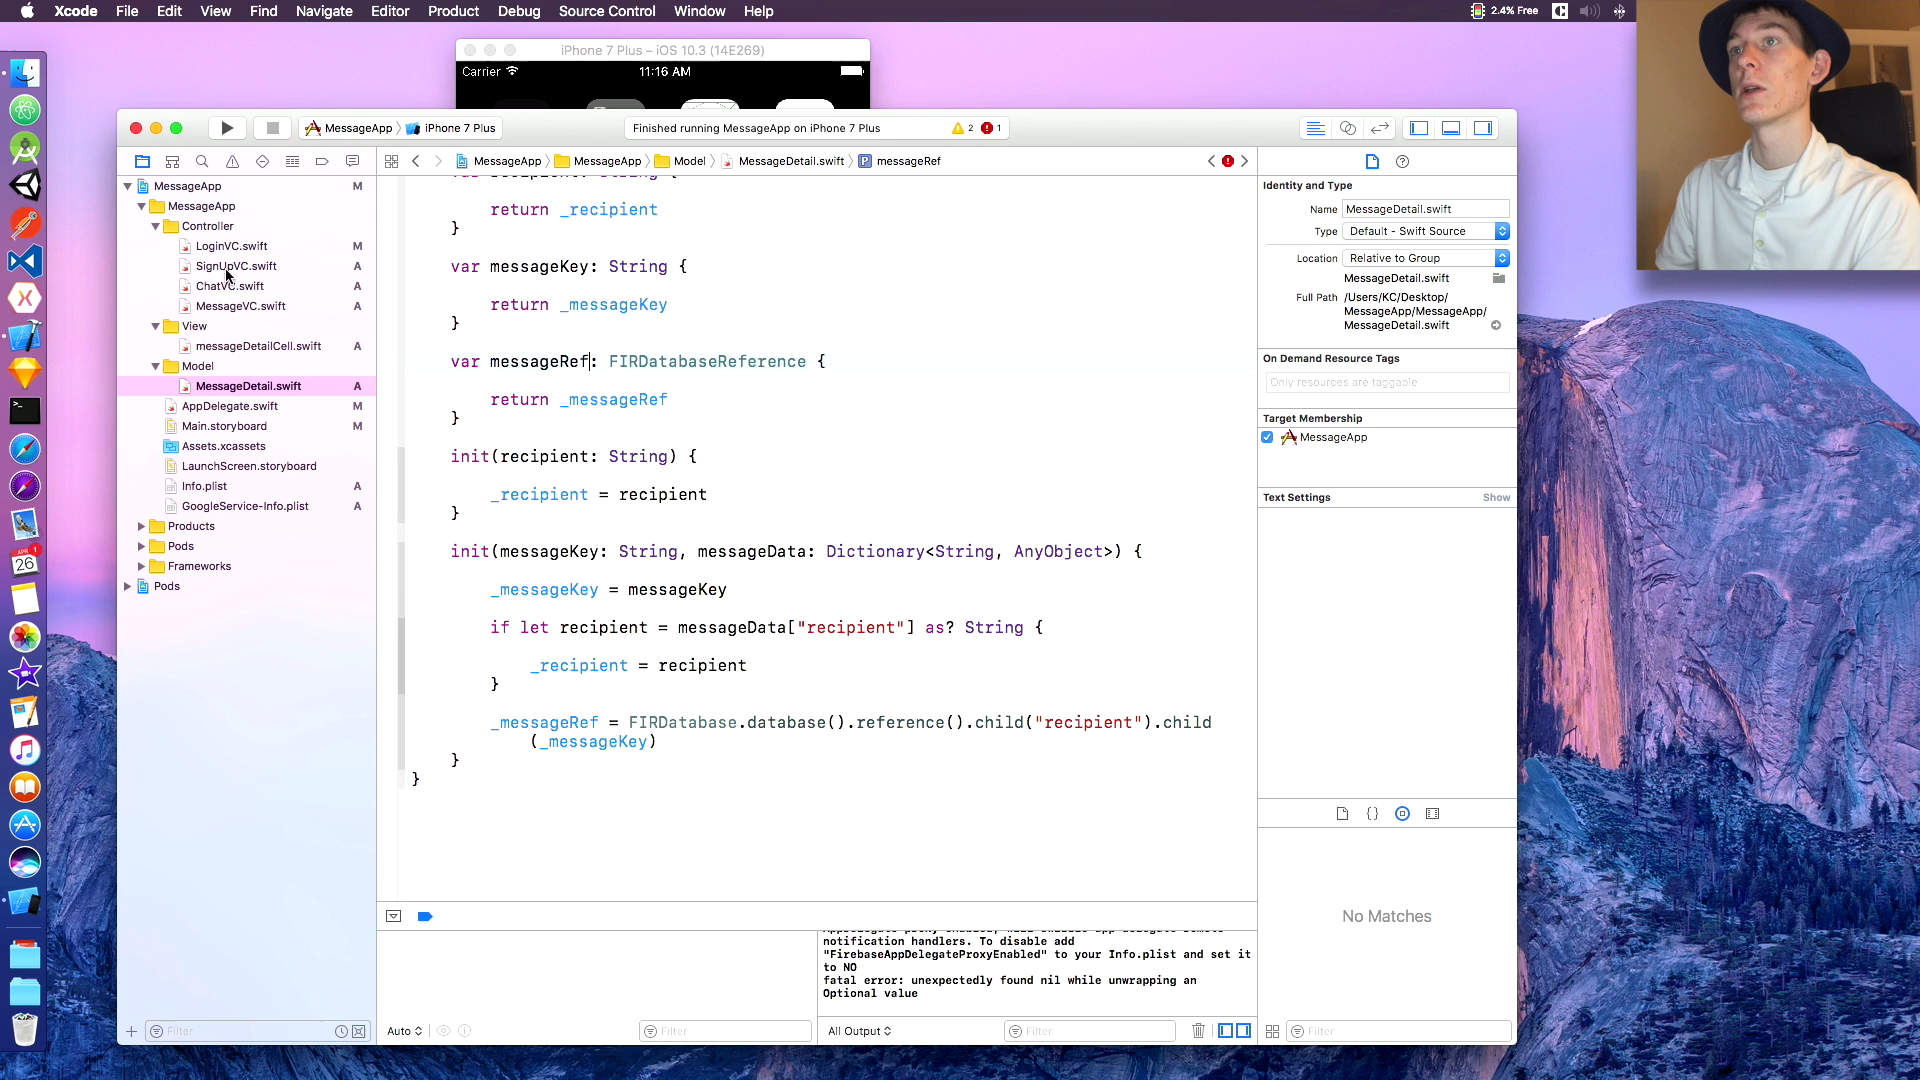 Xcode File Edit View Find Navigate Editor Product Debug Source Control Window Help
2.4% Free
iPhone 7 Plus – iOS 10.3 (14E269)
Carrier 11:16 AM
MessageApp iPhone 7 Plus
Finished running MessageApp on iPhone 7 Plus 2 1
MessageApp MessageApp Model MessageDetail.swift messageRef
MessageApp M
MessageApp
Controller
LoginVC.swift M
SignUpVC.swift A
ChatVC.swift A
MessageVC.swift A
View
messageDetailCell.swift A
Model
MessageDetail.swift A
AppDelegate.swift M
Main.storyboard M
Assets.xcassets
LaunchScreen.storyboard
Info.plist A
GoogleService-Info.plist A
Products
Pods
Frameworks
Pods
Filter
var recipient: String {
return _recipient
}
var messageKey: String {
return _messageKey
}
var messageRef: FIRDatabaseReference {
return _messageRef
}
init(recipient: String) {
_recipient = recipient
}
init(messageKey: String, messageData: Dictionary<String, AnyObject>) {
_messageKey = messageKey
if let recipient = messageData["recipient"] as? String {
_recipient = recipient
}
_messageRef = FIRDatabase.database().reference().child("recipient").child
(_messageKey)
}
}
notification handlers. To disable add
"FirebaseAppDelegateProxyEnabled" to your Info.plist and set it
to NO
fatal error: unexpectedly found nil while unwrapping an
Optional value
Auto
Filter
All Output
Filter
Identity and Type
Name MessageDetail.swift
Type Default - Swift Source
Location Relative to Group
MessageDetail.swift
Full Path /Users/KC/Desktop/
MessageApp/MessageApp/
MessageDetail.swift
On Demand Resource Tags
Only resources are taggable
Target Membership
MessageApp
Text Settings Show
No Matches
Filter
APR 1
26